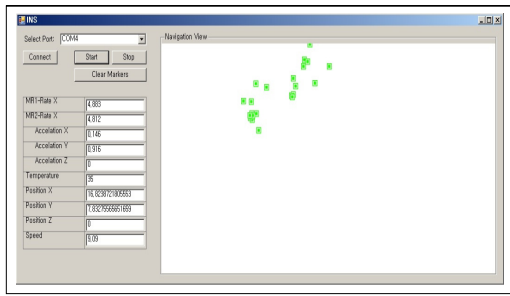 INS
Select Port: COM4
Connect Start Stop
Clear Markers
MR1-Rate X 4,883
MR2-Rate X 4,812
Accelation X 0,146
Accelation Y 0,916
Accelation Z 0
Temperature 35
Position X 16,8238721805553
Position Y 7,83275565651659
Position Z 0
Speed 9.09
Navigation View